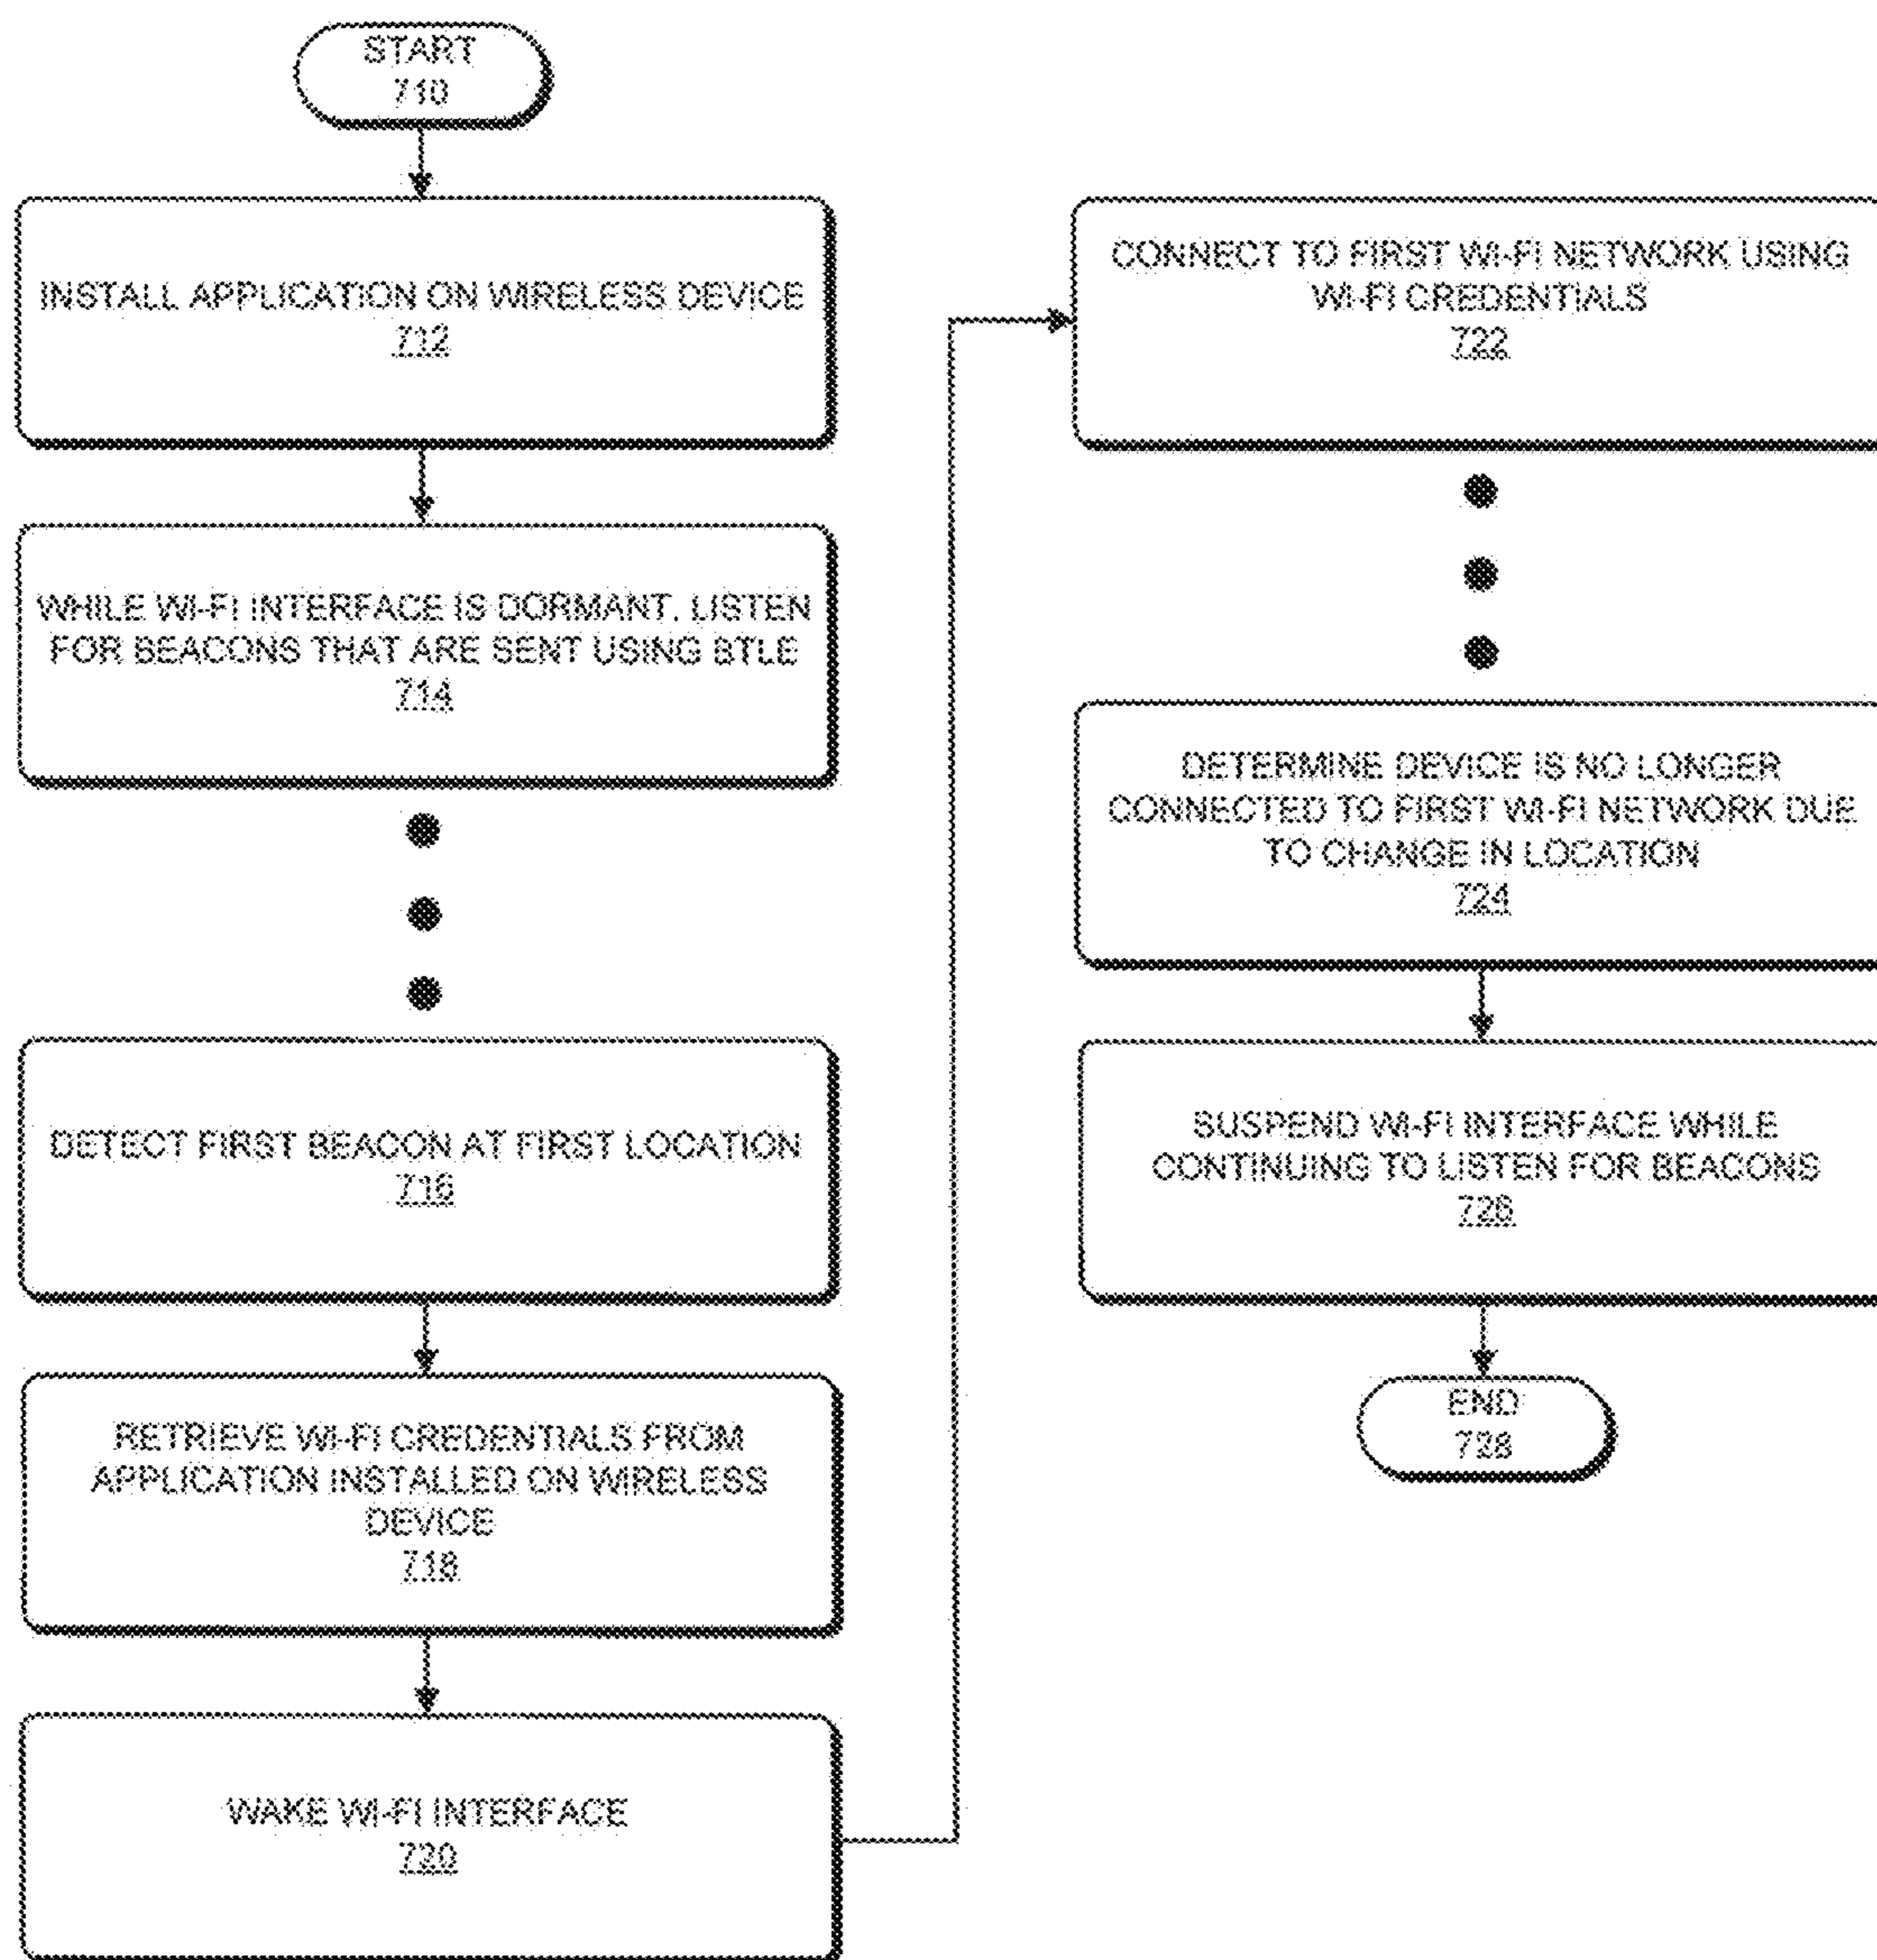 START
710
INSTALL APPLICATION ON WIRELESS DEVICE
712
WHILE WI-FI INTERFACE IS DORMANT, LISTEN
FOR BEACONS THAT ARE SENT USING BTLE
714
DETECT FIRST BEACON AT FIRST LOCATION
716
RETRIEVE WI-FI CREDENTIALS FROM
APPLICATION INSTALLED ON WIRELESS
DEVICE
718
WAKE WI-FI INTERFACE
720
CONNECT TO FIRST WI-FI NETWORK USING
WI-FI CREDENTIALS
722
DETERMINE DEVICE IS NO LONGER
CONNECTED TO FIRST WI-FI NETWORK DUE
TO CHANGE IN LOCATION
724
SUSPEND WI-FI INTERFACE WHILE
CONTINUING TO LISTEN FOR BEACONS
726
END
728